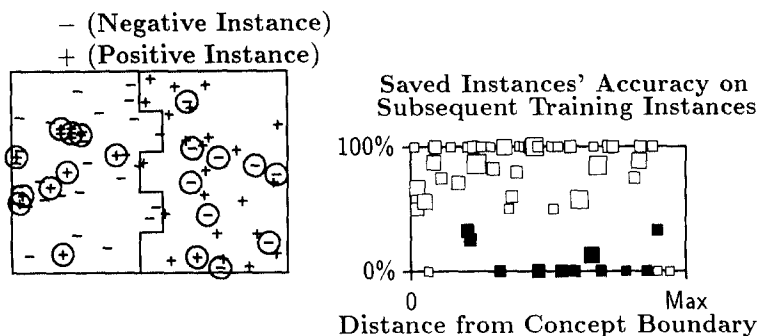 − (Negative Instance)
+ (Positive Instance)
Saved Instances' Accuracy on
Subsequent Training Instances
100%
0%
0 Max
Distance from Concept Boundary